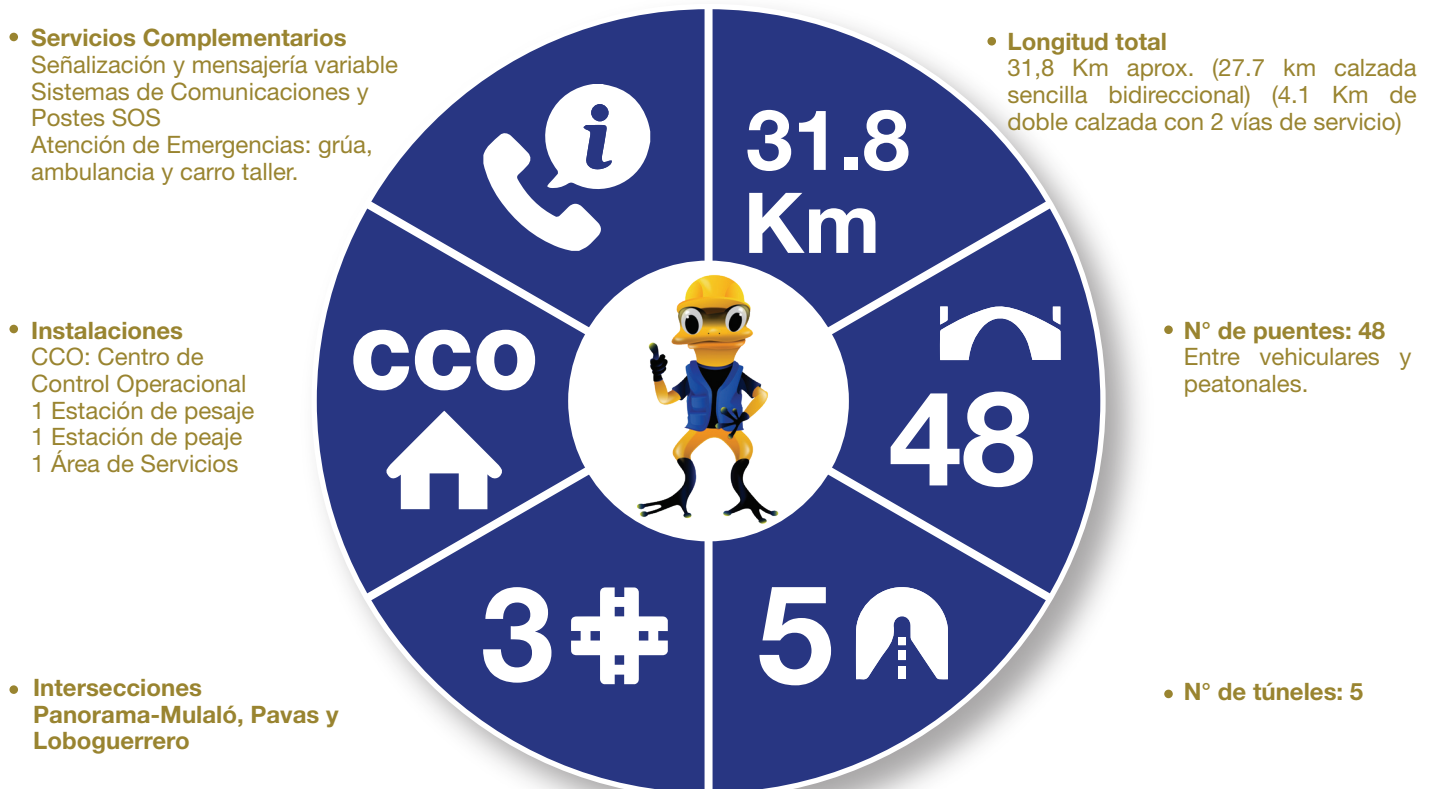 Servicios Complementarios
Señalización y mensajería variable
Sistemas de Comunicaciones y
Postes SOS
Atención de Emergencias: grúa,
ambulancia y carro taller.
Longitud total
31,8 Km aprox. (27.7 km calzada
sencilla bidireccional) (4.1 Km de
doble calzada con 2 vías de servicio)
i
31.8
Km
Instalaciones
CCO: Centro de
Control Operacional
1 Estación de pesaje
1 Estación de peaje
1 Área de Servicios
cco
48
N° de puentes: 48
Entre vehiculares y
peatonales.
3
5
Intersecciones
Panorama-Mulaló, Pavas y
Loboguerrero
N° de túneles: 5